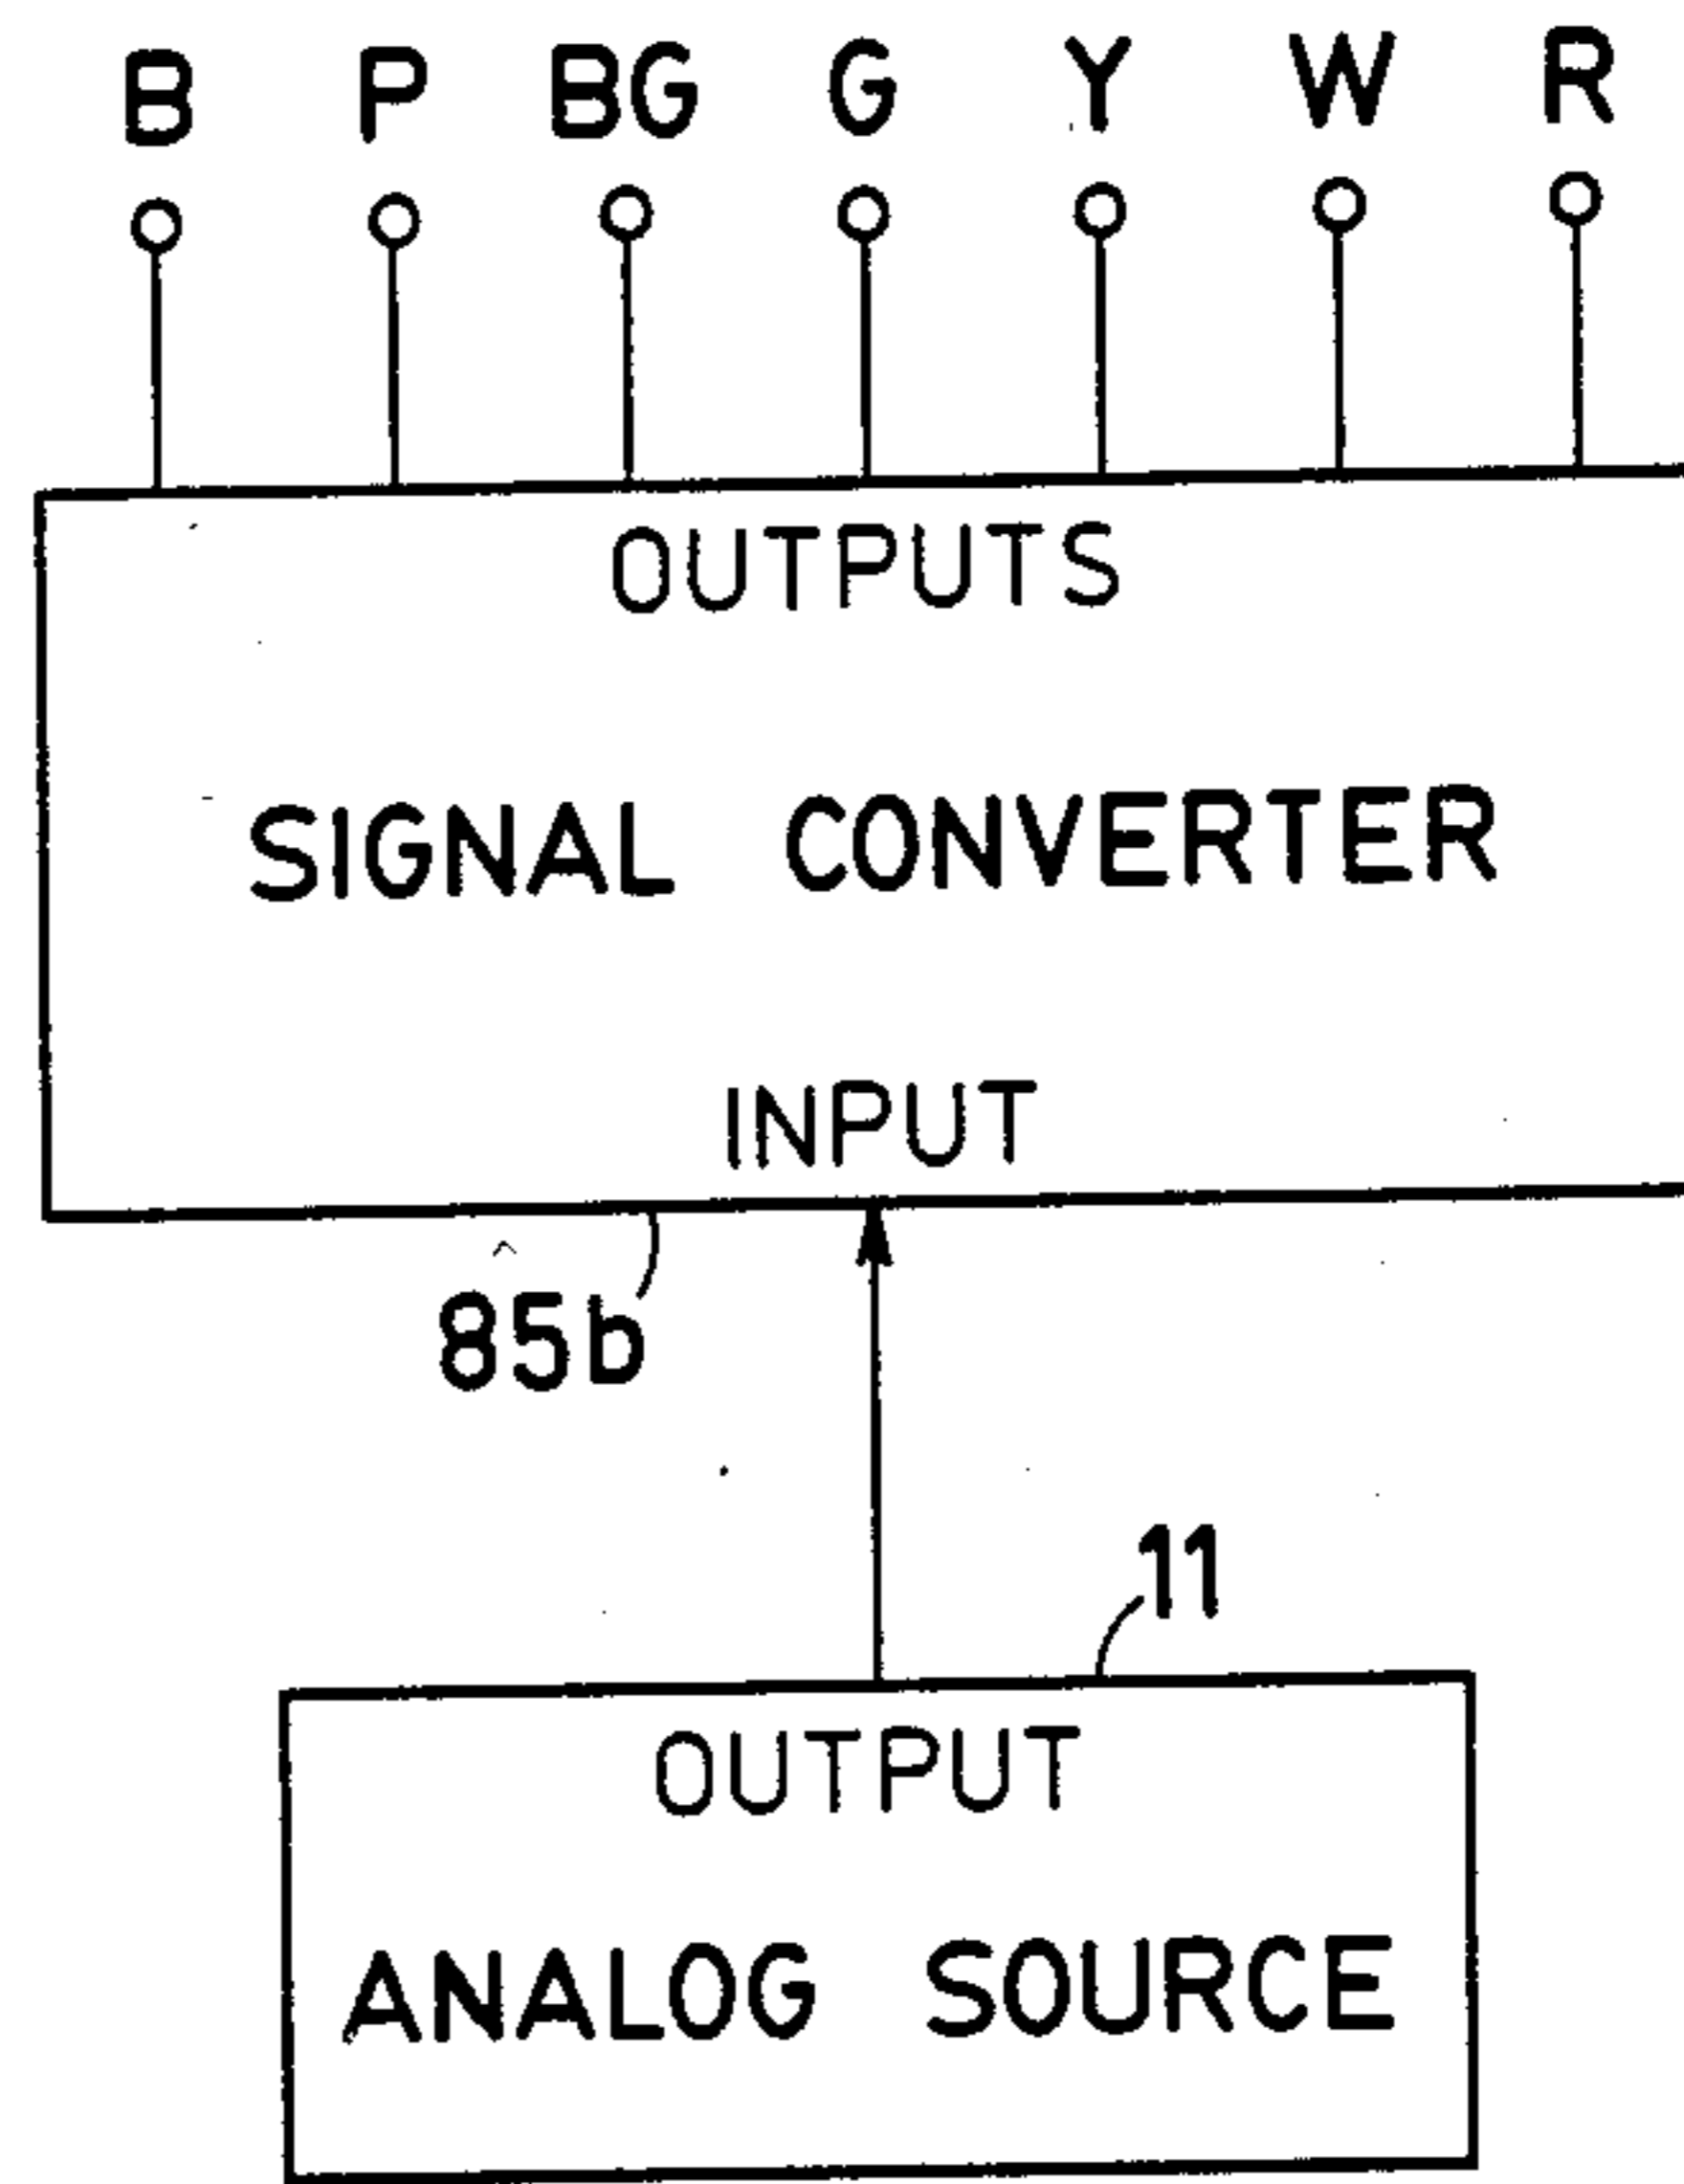 B P BG G Y W R
OUTPUTS
SIGNAL CONVERTER
INPUT
85b
11
OUTPUT
ANALOG SOURCE